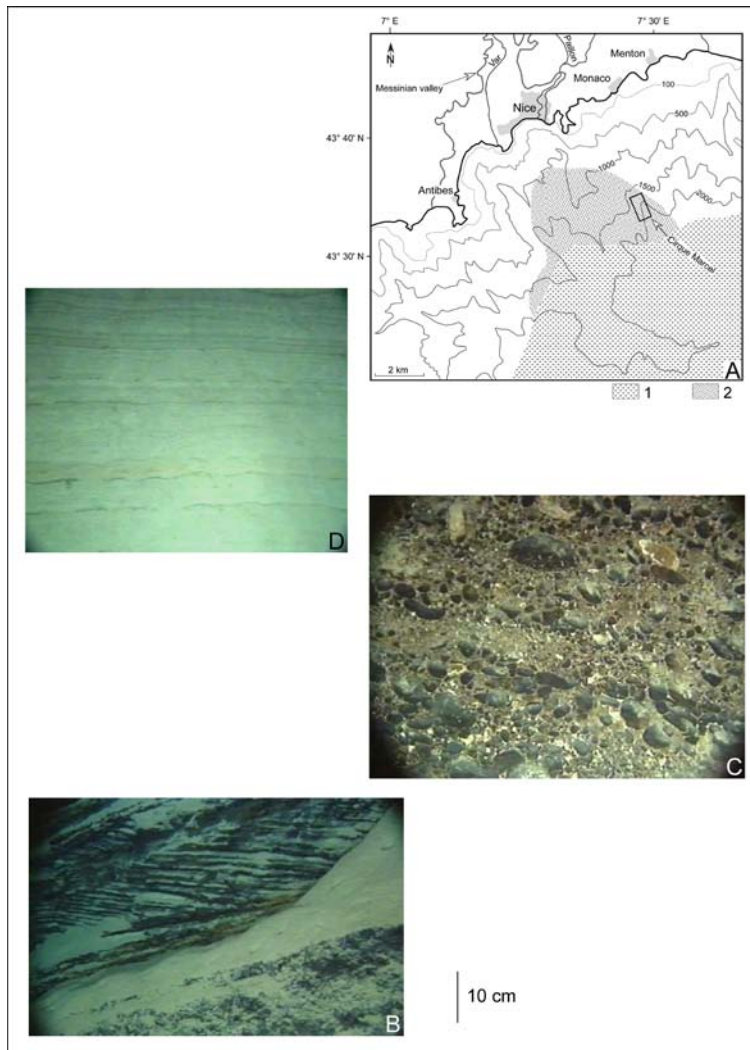 7° E
7° 30' E
N
Var
Paillon
Menton
Messinian valley
Monaco
100
Nice
500
43° 40' N
1000
1500
2000
Antibes
Cirque Marcel
43° 30' N
2 km
A
1
2
D
C
B
10 cm